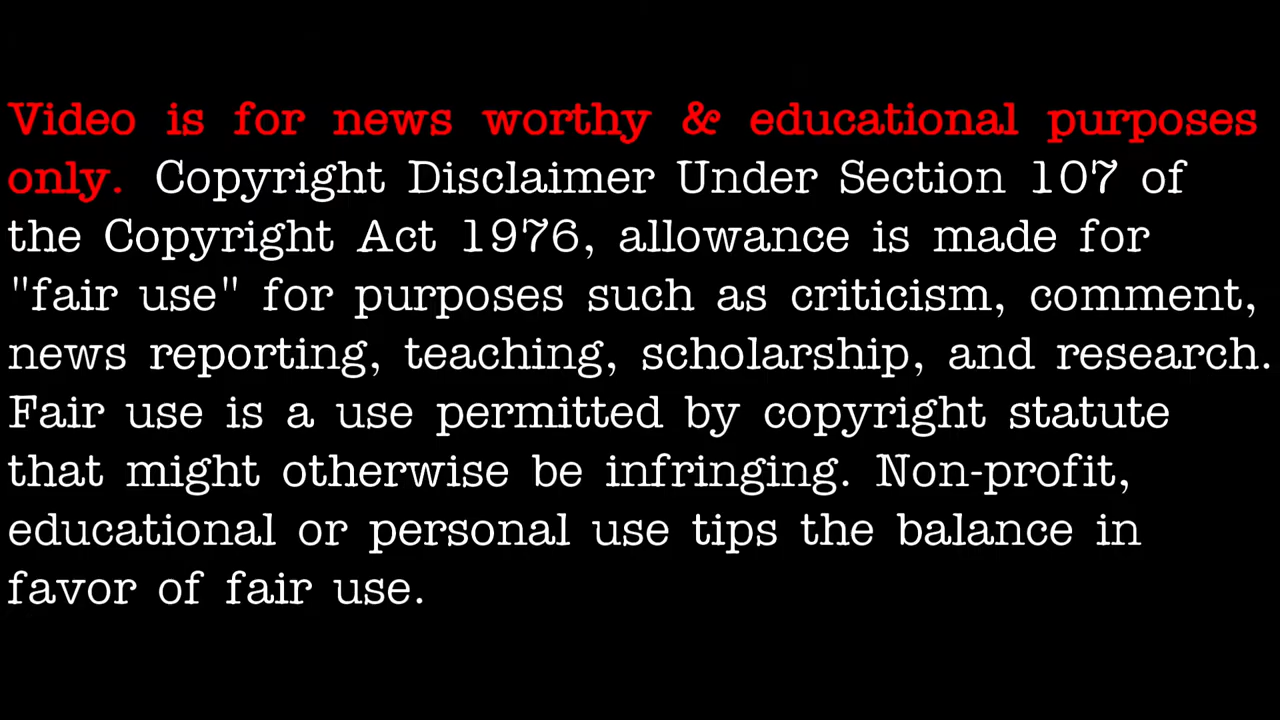 Video is for news worthy & educational purposes
only. Copyright Disclaimer Under Section 107 of
the Copyright Act 1976, allowance is made for
"fair use" for purposes such as criticism, comment,
news reporting, teaching, scholarship, and research.
Fair use is a use permitted by copyright statute
that might otherwise be infringing. Non-profit,
educational or personal use tips the balance in
favor of fair use.